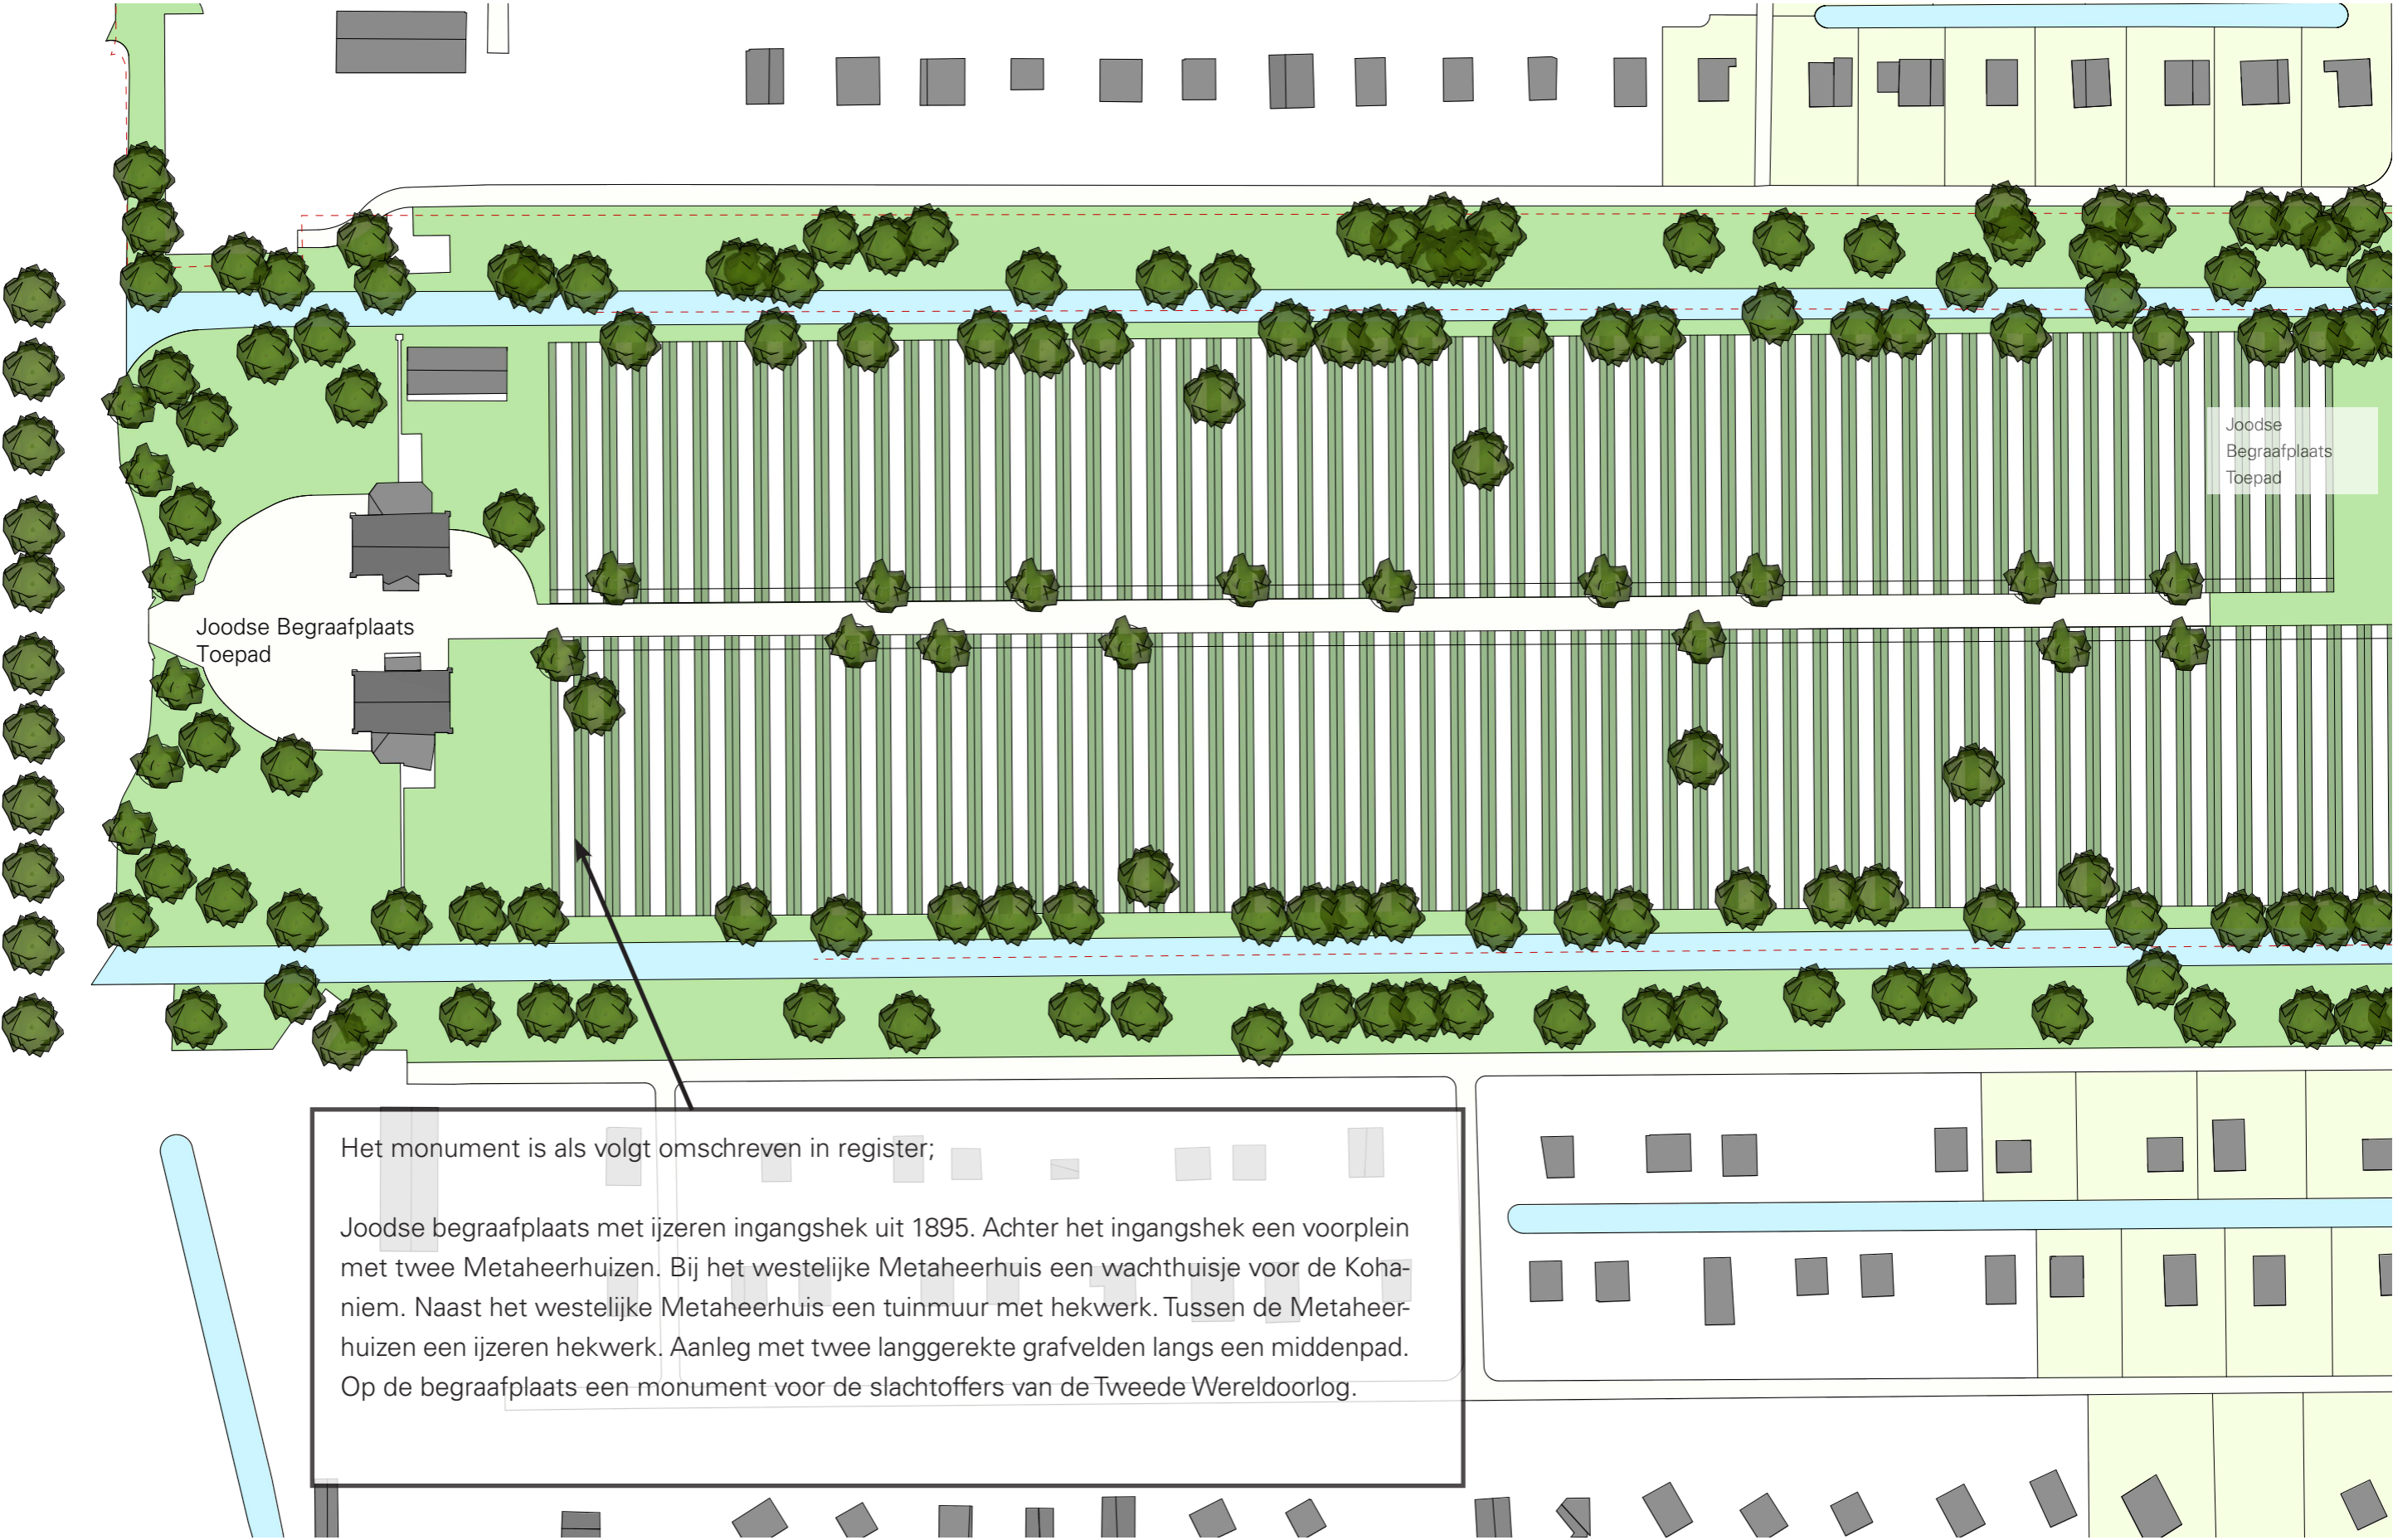 Joodse
Begraafplaats
Toepad
Joodse Begraafplaats
Toepad
Het monument is als volgt omschreven in register;
Joodse begraafplaats met ijzeren ingangshek uit 1895. Achter het ingangshek een voorplein
met twee Metaheerhuizen. Bij het westelijke Metaheerhuis een wachthuisje voor de Koha-
niem. Naast het westelijke Metaheerhuis een tuinmuur met hekwerk. Tussen de Metaheer-
huizen een ijzeren hekwerk. Aanleg met twee langgerekte grafvelden langs een middenpad.
Op de begraafplaats een monument voor de slachtoffers van de Tweede Wereldoorlog.